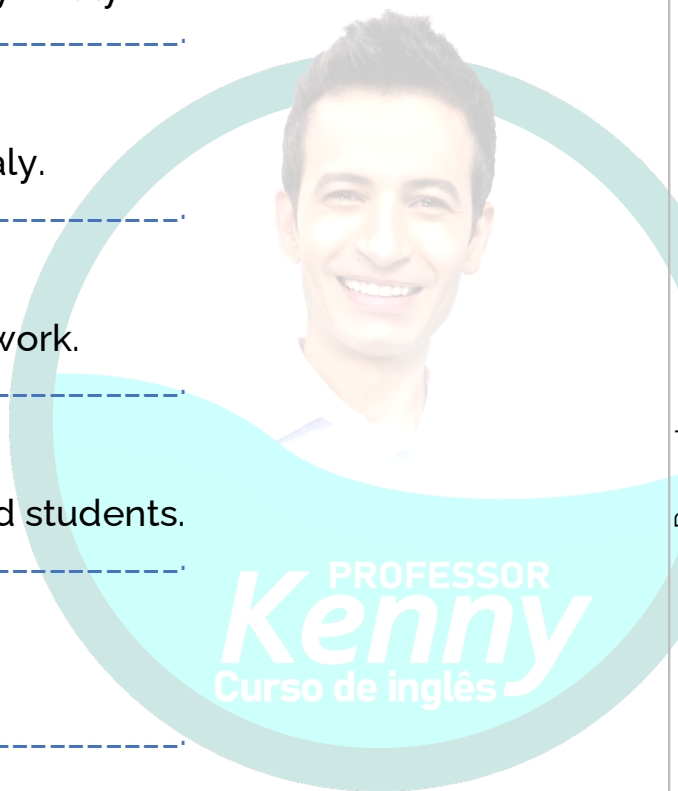 aly.
work.
d students.
PROFESSOR
Kenny
Curso de inglês